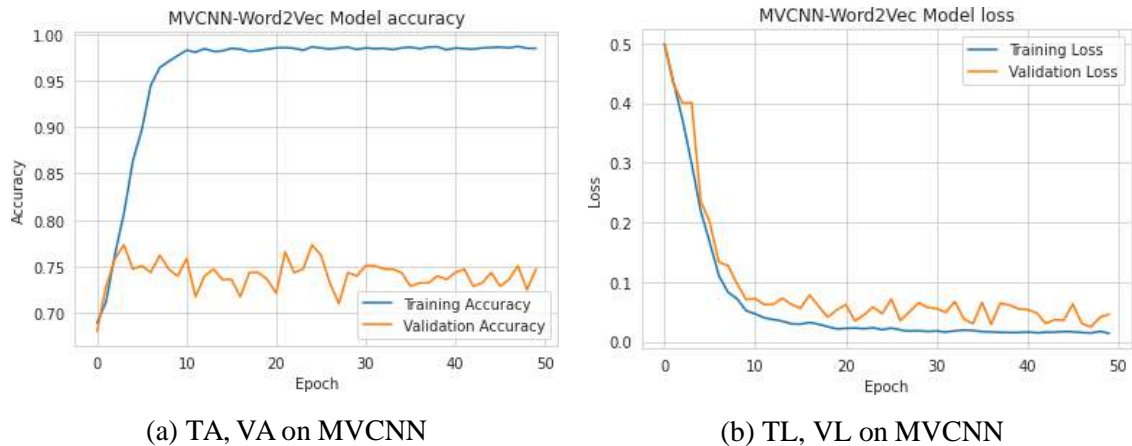 MVCNN-Word2Vec Model accuracy
1.00
0.95
0.90
0.85
0.80
0.75
0.70
Accuracy
Training Accuracy
Validation Accuracy
0 10 20 30 40 50
Epoch
(a) TA, VA on MVCNN
MVCNN-Word2Vec Model loss
0.5
0.4
0.3
0.2
0.1
0.0
Loss
Training Loss
Validation Loss
0 10 20 30 40 50
Epoch
(b) TL, VL on MVCNN